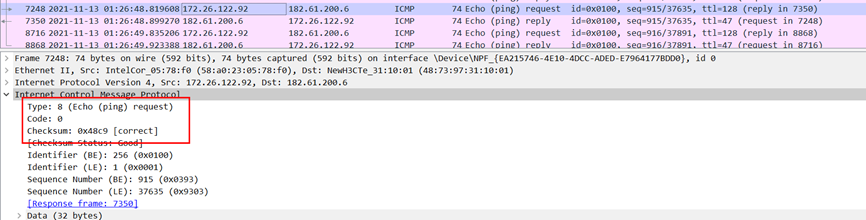 7248 2021-11-13 01:26:48.819608 172.26.122.92 182.61.200.6 ICMP 74 Echo (ping) request id=0x0100, seq=915/37635, ttl=128 (reply in 7350)
7350 2021-11-13 01:26:48.899270 182.61.200.6 172.26.122.92 ICMP 74 Echo (ping) reply id=0x0100, seq=915/37635, ttl=47 (request in 7248)
8716 2021-11-13 01:26:49.835206 172.26.122.92 182.61.200.6 ICMP 74 Echo (ping) request id=0x0100, seq=916/37891, ttl=128 (reply in 8868)
8868 2021-11-13 01:26:49.923388 182.61.200.6 172.26.122.92 ICMP 74 Echo (ping) reply id=0x0100, seq=916/37891, ttl=47 (request in 8716)
Frame 7248: 74 bytes on wire (592 bits), 74 bytes captured (592 bits) on interface \Device\NPF_{EA215746-4E10-4DCC-ADED-E7964177BDD0}, id 0
Ethernet II, Src: IntelCor_05:78:f0 (58:a0:23:05:78:f0), Dst: NewH3CTe_31:10:01 (48:73:97:31:10:01)
Internet Protocol Version 4, Src: 172.26.122.92, Dst: 182.61.200.6
Internet Control Message Protocol
Type: 8 (Echo (ping) request)
Code: 0
Checksum: 0x48c9 [correct]
[Checksum Status: Good]
Identifier (BE): 256 (0x0100)
Identifier (LE): 1 (0x0001)
Sequence Number (BE): 915 (0x0393)
Sequence Number (LE): 37635 (0x9303)
[Response frame: 7350]
Data (32 bytes)